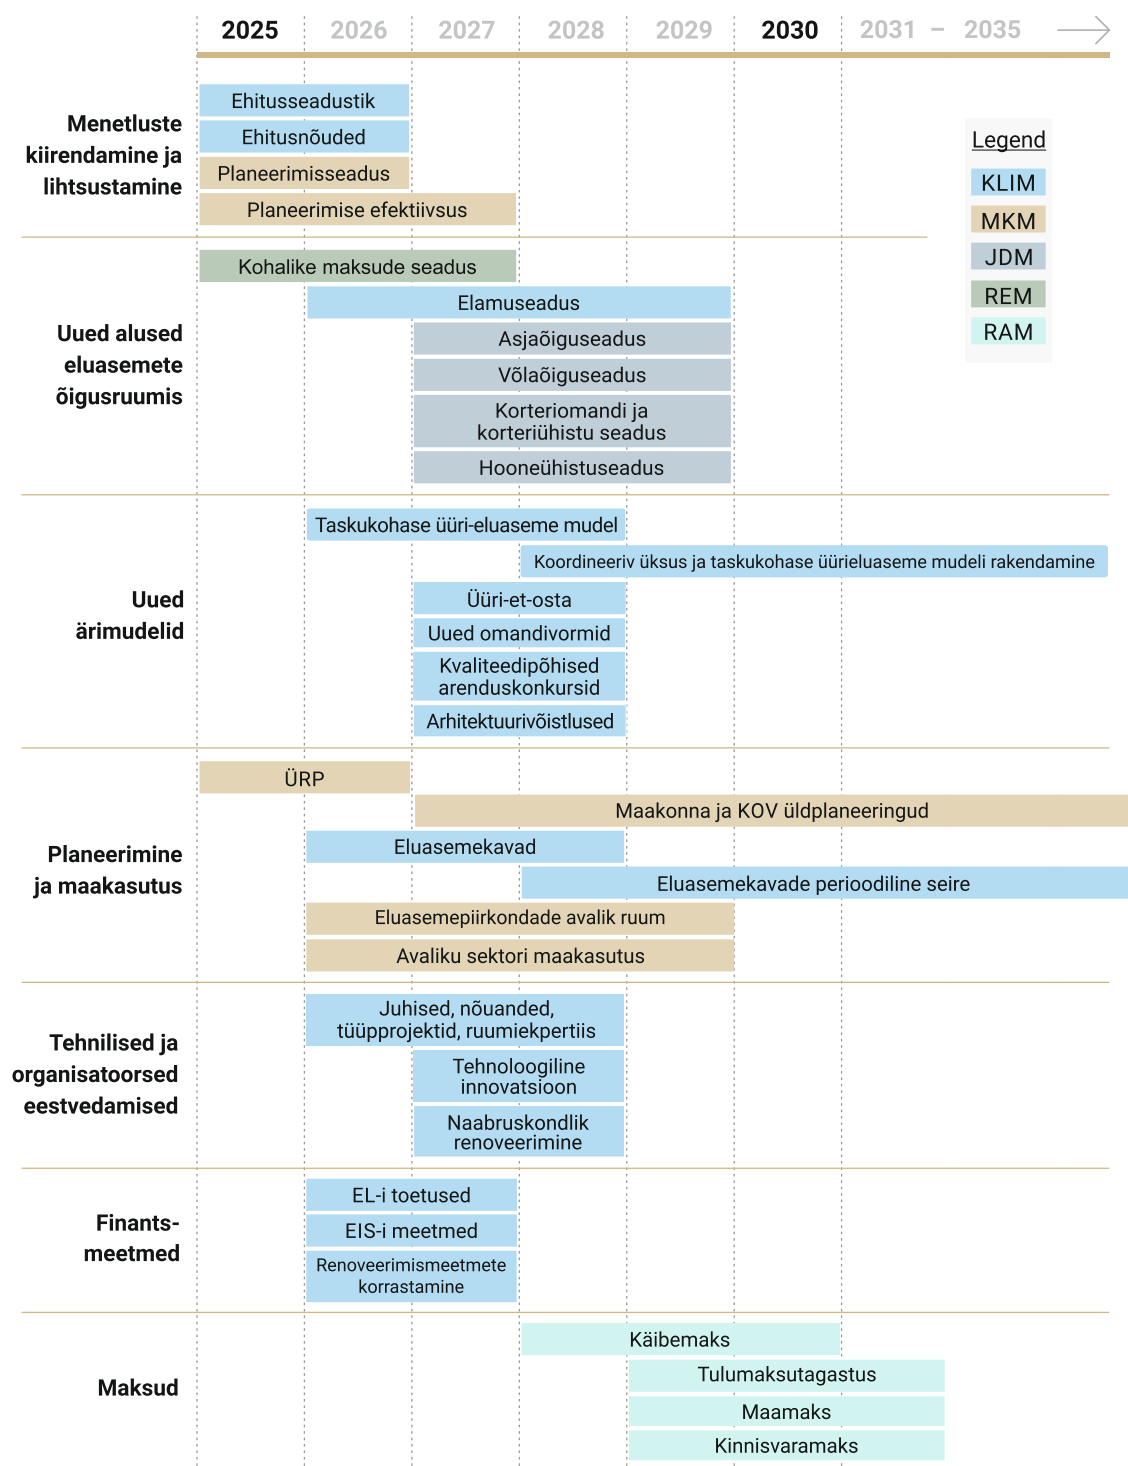 2025 2026 2027 2028 2029 2030 2031 – 2035
Menetluste
kiirendamine ja
lihtsustamine
Ehitusseadustik
Ehitusnõuded
Planeerimisseadus
Planeerimise efektiivsus
Legend
KLIM
MKM
JDM
REM
RAM
Uued alused
eluasemete
õigusruumis
Kohalike maksude seadus
Elamuseadus
Asjaõiguseadus
Võlaõiguseadus
Korteriomandi ja
korteriühistu seadus
Hooneühistuseadus
Uued
ärimudelid
Taskukohase üüri-eluaseme mudel
Koordineeriv üksus ja taskukohase üürieluaseme mudeli rakendamine
Üüri-et-osta
Uued omandivormid
Kvaliteedipõhised
arenduskonkursid
Arhitektuurivõistlused
Planeerimine
ja maakasutus
ÜRP
Maakonna ja KOV üldplaneeringud
Eluasemekavad
Eluasemekavade perioodiline seire
Eluasemepiirkondade avalik ruum
Avaliku sektori maakasutus
Tehnilised ja
organisatoorsed
eestvedamised
Juhised, nõuanded,
tüüpprojektid, ruumiekpertiis
Tehnoloogiline
innovatsioon
Naabruskondlik
renoveerimine
Finants-
meetmed
EL-i toetused
EIS-i meetmed
Renoveerimismeetmete
korrastamine
Maksud
Käibemaks
Tulumaksutagastus
Maamaks
Kinnisvaramaks